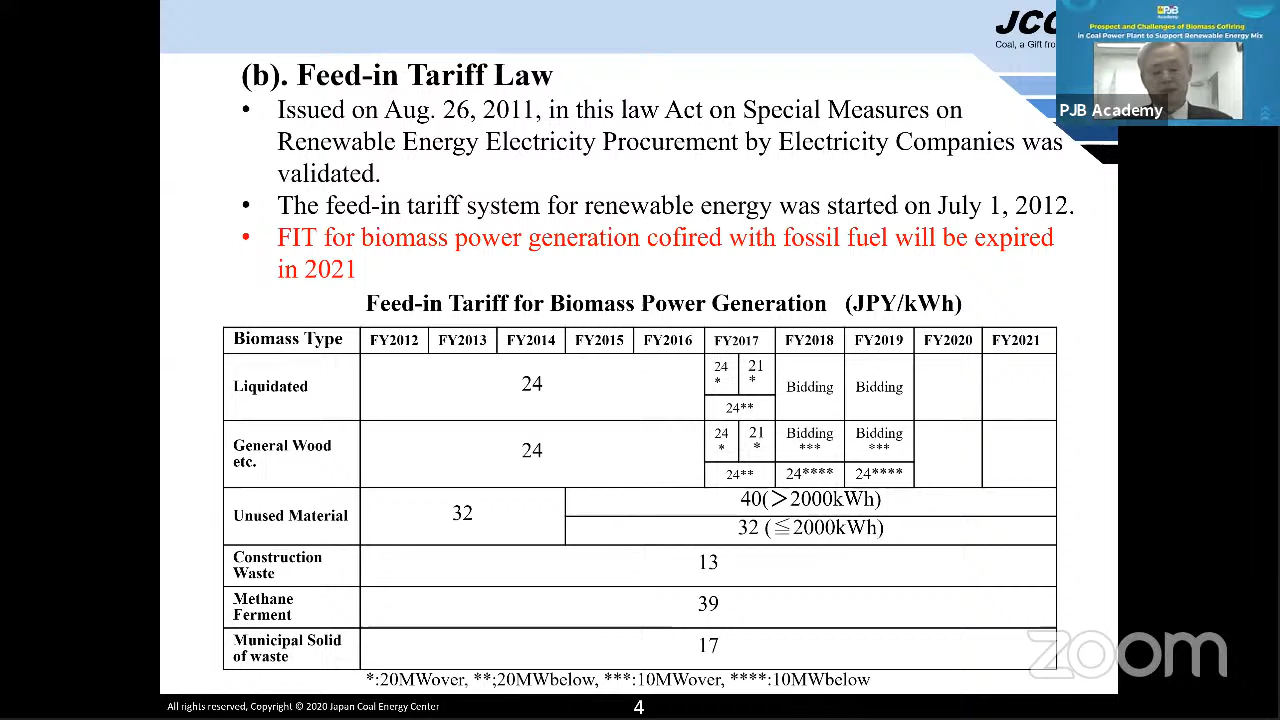 JCO
Coal, a Gift from
PJB
Academy
Prospect and Challenges of Biomass Cofiring
in Coal Power Plant to Support Renewable Energy Mix
PJB Academy
(b). Feed-in Tariff Law
• Issued on Aug. 26, 2011, in this law Act on Special Measures on
Renewable Energy Electricity Procurement by Electricity Companies was
validated.
• The feed-in tariff system for renewable energy was started on July 1, 2012.
• FIT for biomass power generation cofired with fossil fuel will be expired
in 2021
Feed-in Tariff for Biomass Power Generation (JPY/kWh)
Biomass Type FY2012 FY2013 FY2014 FY2015 FY2016 FY2017 FY2018 FY2019 FY2020 FY2021
Liquidated 24 24 * 21 * Bidding Bidding
24**
General Wood etc. 24 24 * 21 * Bidding *** Bidding ***
24** 24**** 24****
Unused Material 32 40(＞2000kWh)
32 (≦2000kWh)
Construction
Waste 13
Methane
Ferment 39
Municipal Solid
of waste 17
*:20MWover, **;20MWbelow, ***:10MWover, ****:10MWbelow
zoom
All rights reserved, Copyright © 2020 Japan Coal Energy Center
4